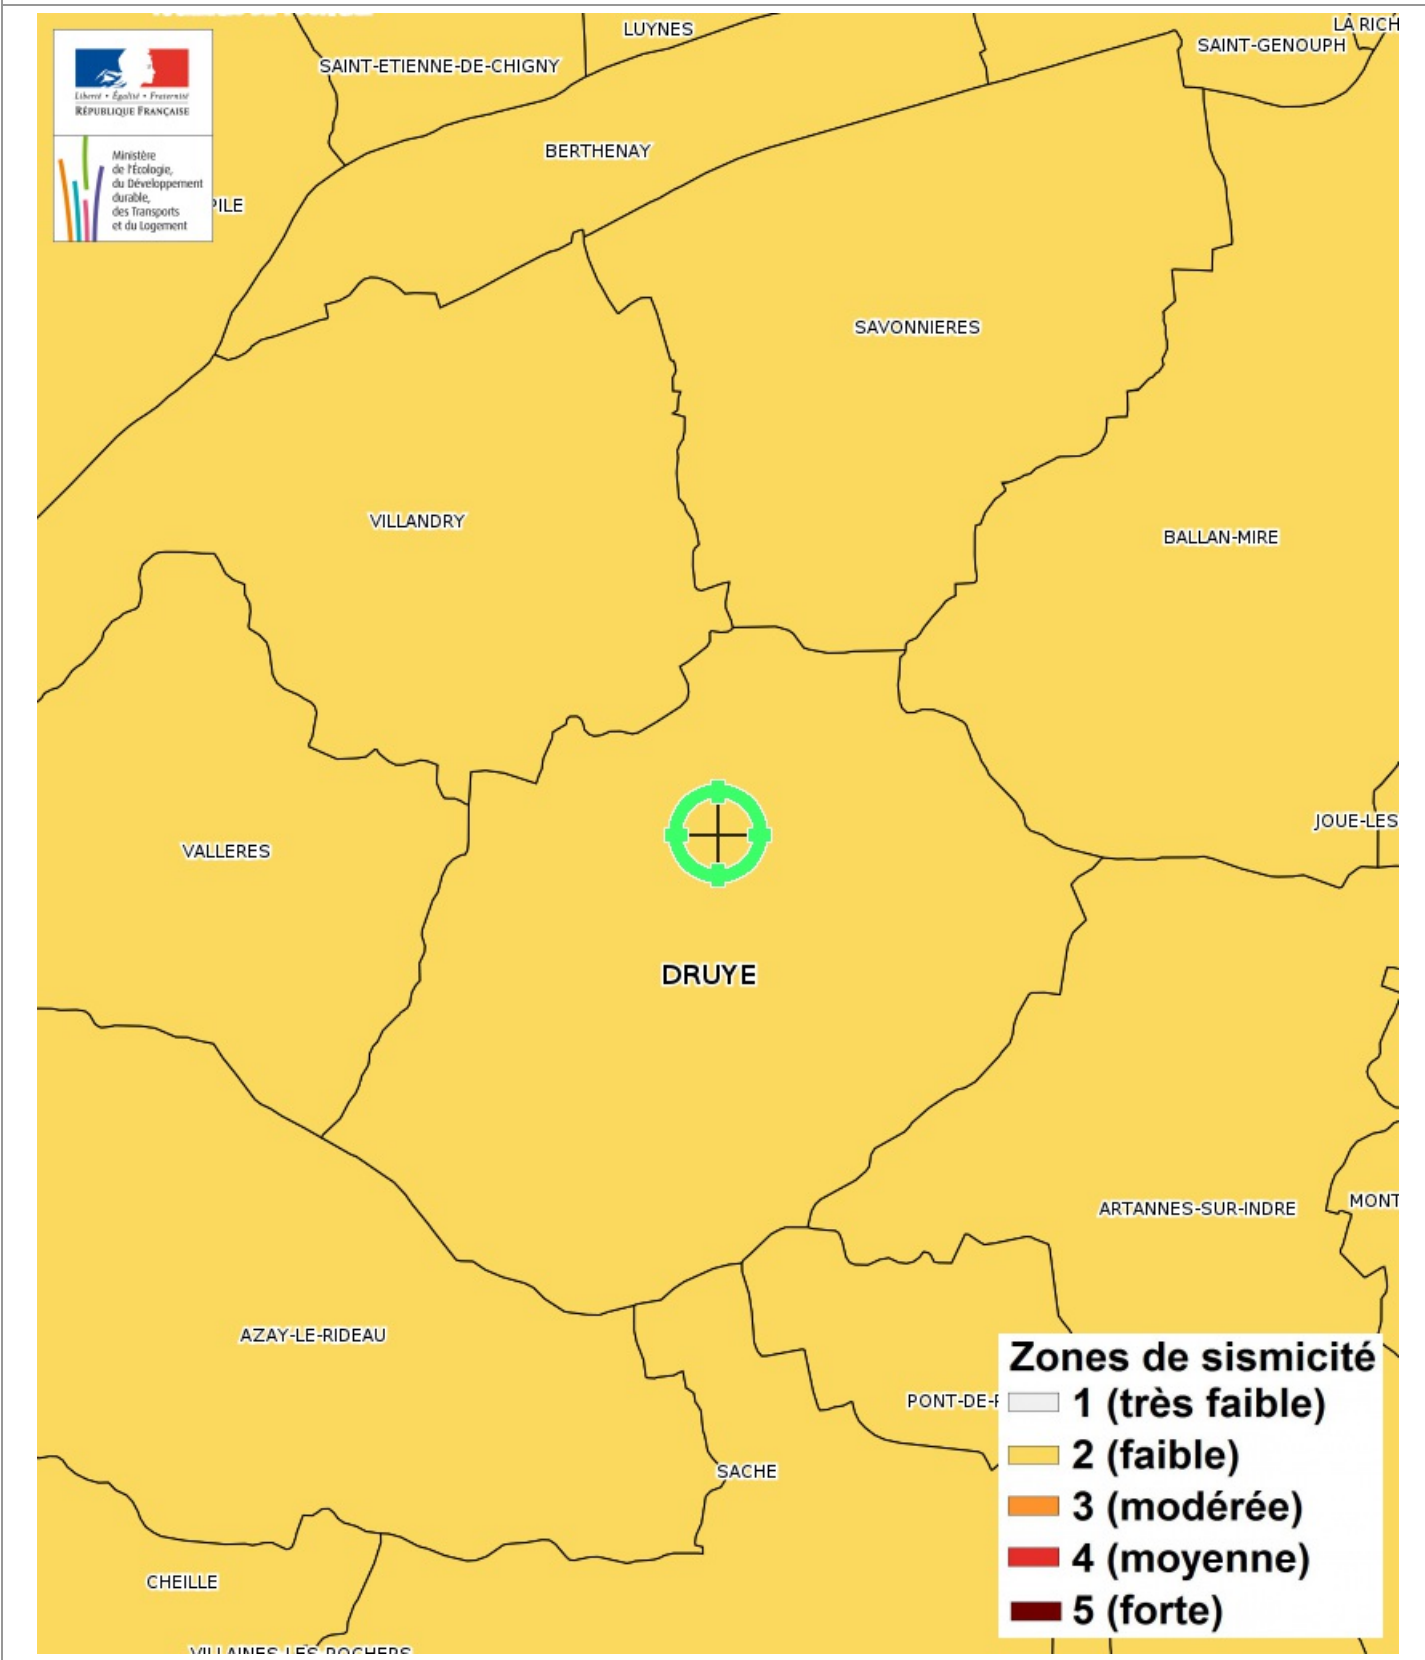 LUYNES
LA RICH
SAINT-GENOUPH
SAINT-ETIENNE-DE-CHIGNY
Liberté • Égalité • Fraternité
RÉPUBLIQUE FRANÇAISE
BERTHENAY
Ministère
de l'Écologie,
du Développement
durable,
des Transports
et du Logement
PILE
SAVONNIERES
VILLANDRY
BALLAN-MIRE
JOUE-LES
VALLERES
DRUYE
MONT
ARTANNES-SUR-INDRE
AZAY-LE-RIDEAU
Zones de sismicité
1 (très faible)
2 (faible)
3 (modérée)
4 (moyenne)
5 (forte)
PONT-DE-R
SACHE
CHEILLE
VILLAINES-LES-ROCHERS